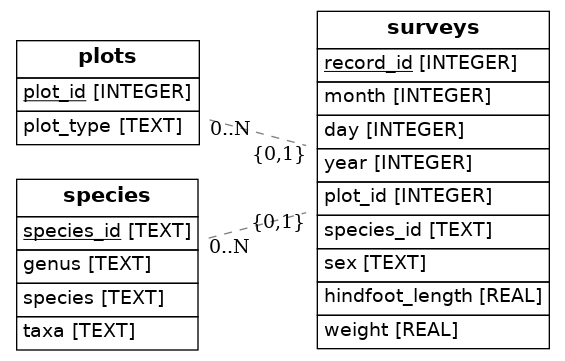 plots
plot_id [INTEGER]
plot_type [TEXT]
0..N
{0,1}
species
species_id [TEXT]
genus [TEXT]
species [TEXT]
taxa [TEXT]
{0,1}
0..N
surveys
record_id [INTEGER]
month [INTEGER]
day [INTEGER]
year [INTEGER]
plot_id [INTEGER]
species_id [TEXT]
sex [TEXT]
hindfoot_length [REAL]
weight [REAL]